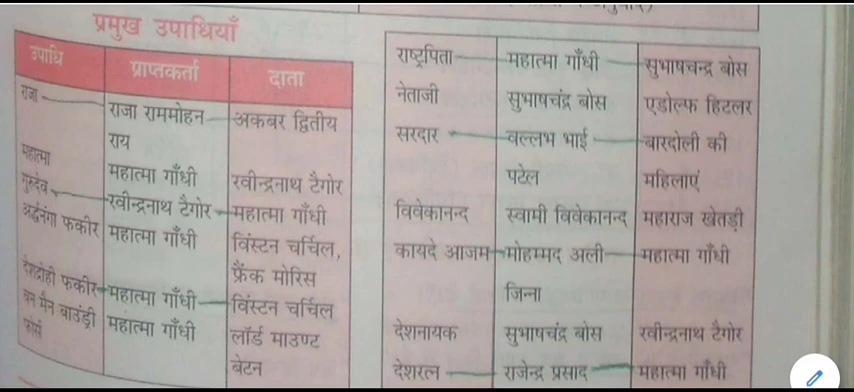 प्रमुख उपाधियाँ
उपाधि प्राप्तकर्ता दाता
राजा राजा राममोहन अकबर द्वितीय
राय
महात्मा महात्मा गाँधी रवीन्द्रनाथ टैगोर
गुरुदेव रवीन्द्रनाथ टैगोर महात्मा गाँधी
अर्द्धनंगा फकीर महात्मा गाँधी विंस्टन चर्चिल,
फ्रैंक मोरिस
देशद्रोही फकीर महात्मा गाँधी विंस्टन चर्चिल
वन मैन बाउंड्री महात्मा गाँधी लॉर्ड माउण्ट
फोर्स बेटन
राष्ट्रपिता महात्मा गाँधी सुभाषचन्द्र बोस
नेताजी सुभाषचंद्र बोस एडोल्फ हिटलर
सरदार वल्लभ भाई बारदोली की
पटेल महिलाएं
विवेकानन्द स्वामी विवेकानन्द महाराज खेतड़ी
कायदे आजम मोहम्मद अली महात्मा गाँधी
जिन्ना
देशनायक सुभाषचंद्र बोस रवीन्द्रनाथ टैगोर
देशरत्न राजेन्द्र प्रसाद महात्मा गाँधी